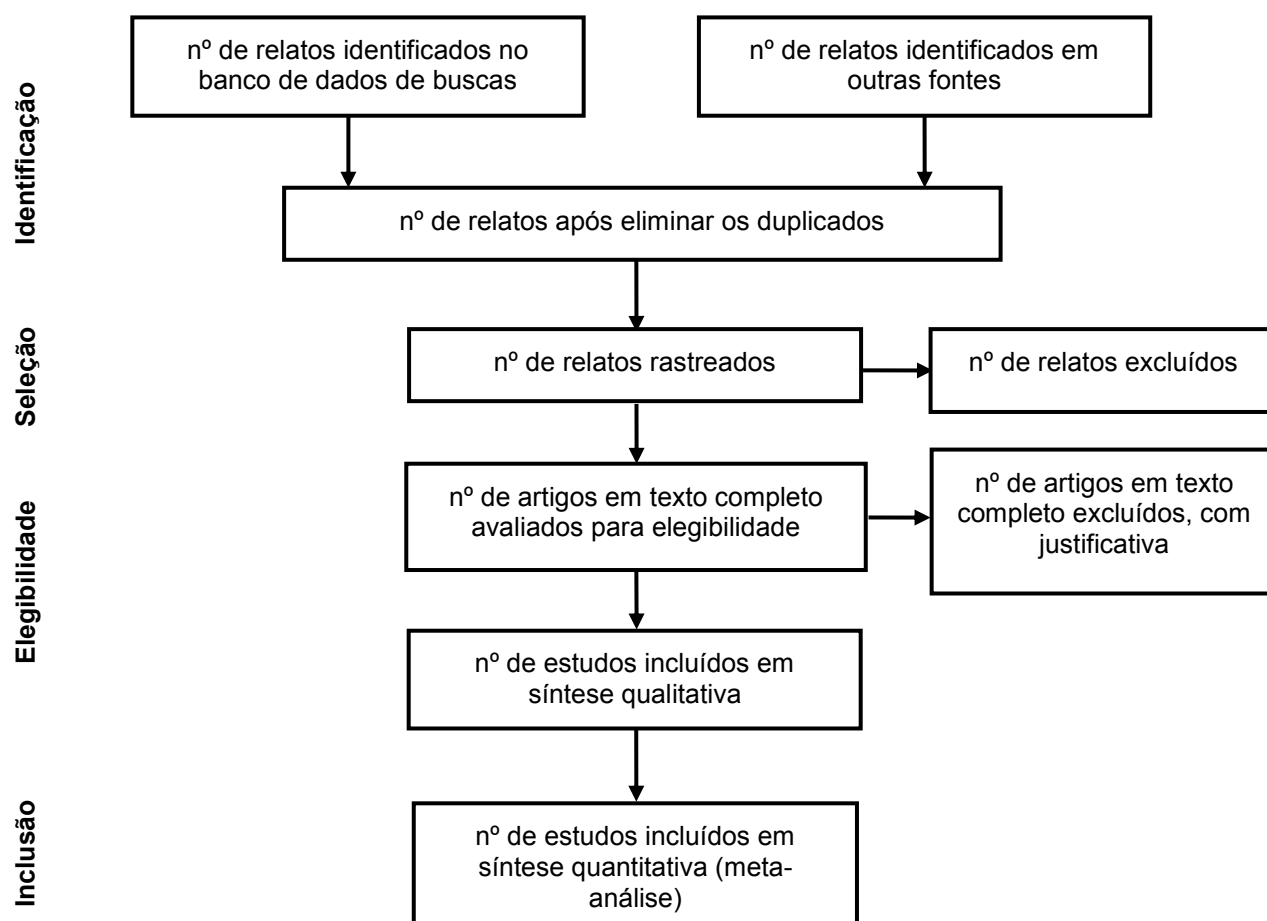 Identificação
nº de relatos identificados no
banco de dados de buscas
nº de relatos identificados em
outras fontes
nº de relatos após eliminar os duplicados
Seleção
nº de relatos rastreados
nº de relatos excluídos
Elegibilidade
nº de artigos em texto completo
avaliados para elegibilidade
nº de artigos em texto
completo excluídos, com
justificativa
nº de estudos incluídos em
síntese qualitativa
Inclusão
nº de estudos incluídos em
síntese quantitativa (meta-
análise)